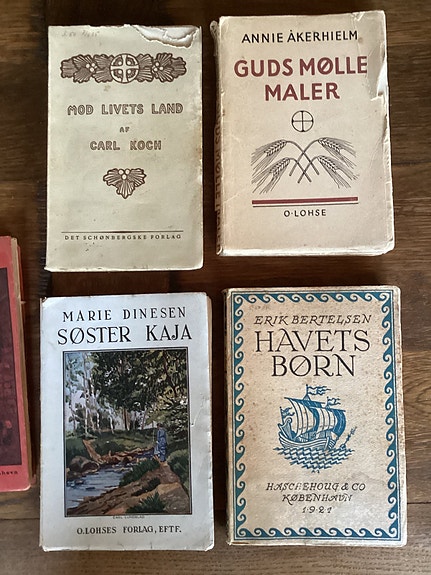 MOD LIVETS LAND
AF
CARL KOCH
DET SCHØNBERGSKE FORLAG
ANNIE ÅKERHIELM
GUDS MØLLE
MALER
O·LOHSE
MARIE DINESEN
SØSTER KAJA
O.LOHSES FORLAG, EFTF.
ERIK BERTELSEN
HAVETS
BØRN
HASCHEHOUG & CO
KØBENHAVN
1921